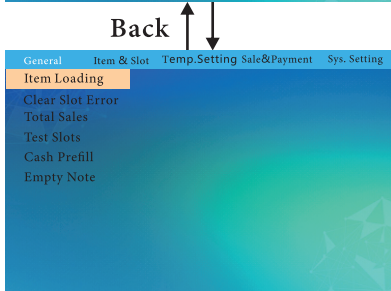 Back
General Item & Slot Temp.Setting Sale&Payment Sys. Setting
Item Loading
Clear Slot Error
Total Sales
Test Slots
Cash Prefill
Empty Note